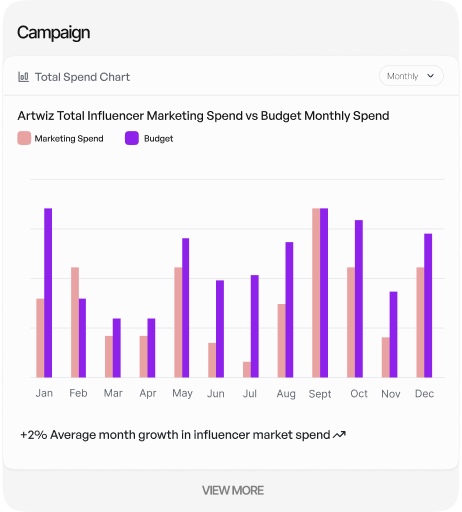 Campaign
Total Spend Chart
Monthly
Artwiz Total Influencer Marketing Spend vs Budget Monthly Spend
Marketing Spend Budget
Jan Feb Mar Apr May Jun Jul Aug Sept Oct Nov Dec
+2% Average month growth in influencer market spend
VIEW MORE